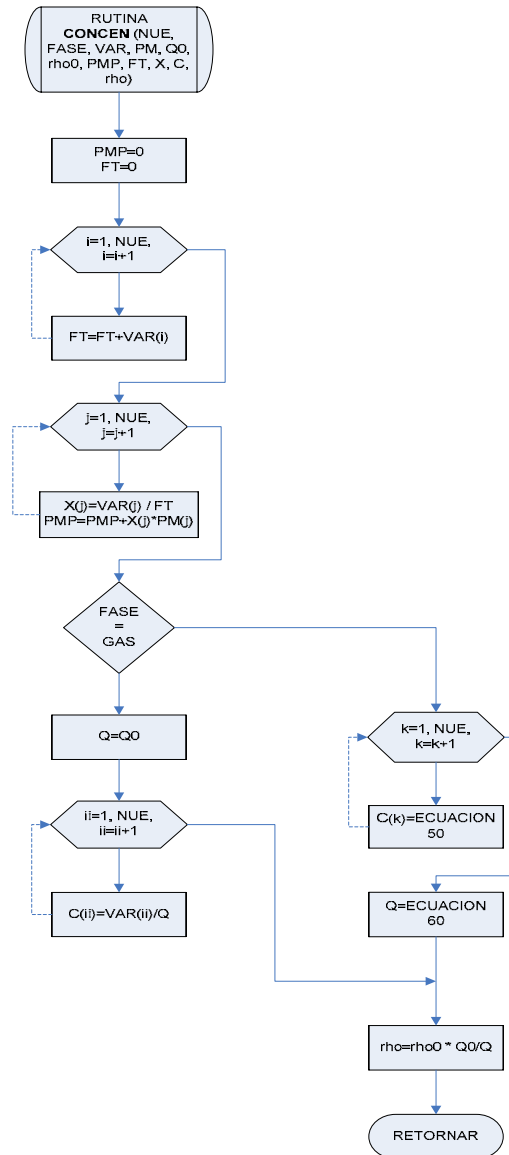 RUTINA
CONCEN (NUE,
FASE, VAR, PM, Q0,
rho0, PMP, FT, X, C,
rho)
PMP=0
FT=0
i=1, NUE,
i=i+1
FT=FT+VAR(i)
j=1, NUE,
j=j+1
X(j)=VAR(j) / FT
PMP=PMP+X(j)*PM(j)
FASE
=
GAS
Q=Q0
k=1, NUE,
k=k+1
ii=1, NUE,
ii=ii+1
C(k)=ECUACION
50
C(ii)=VAR(ii)/Q
Q=ECUACION
60
rho=rho0 * Q0/Q
RETORNAR